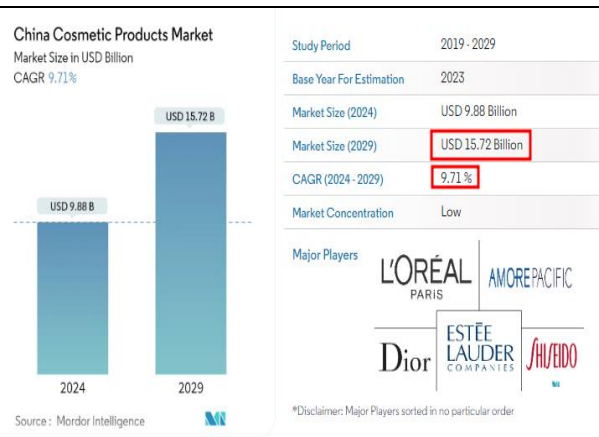 China Cosmetic Products Market
Market Size in USD Billion
CAGR 9.71%
USD 15.72 B
USD 9.88 B
2024 2029
Source : Mordor Intelligence
Study Period 2019 - 2029
Base Year For Estimation 2023
Market Size (2024) USD 9.88 Billion
Market Size (2029) USD 15.72 Billion
CAGR (2024 - 2029) 9.71 %
Market Concentration Low
Major Players
L'ORÉAL
PARIS
AMOREPACIFIC
Dior
ESTĒE
LAUDER
COMPANIES
SHISEIDO
*Disclaimer: Major Players sorted in no particular order